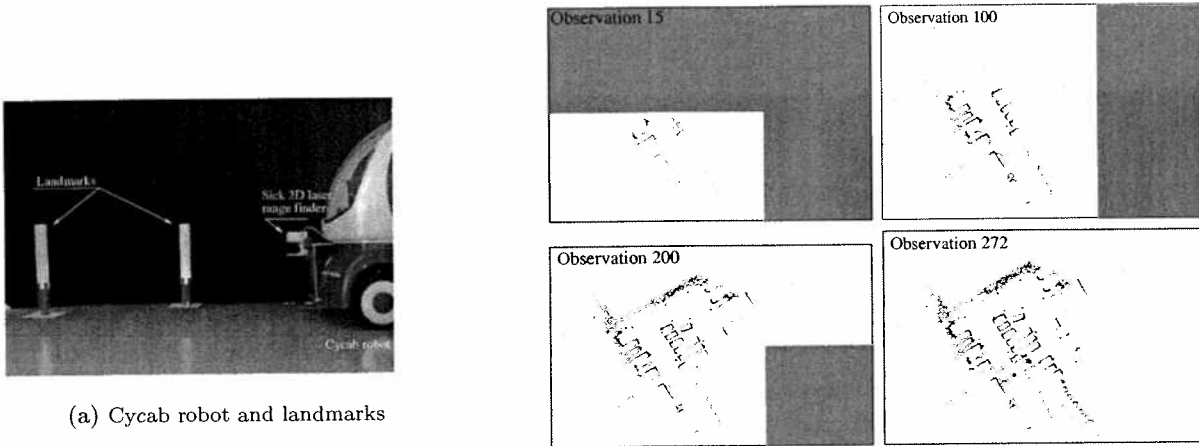 Landmarks
Sick 2D laser
range finder
Cycab robot
(a) Cycab robot and landmarks
Observation 15
Observation 100
Observation 200
Observation 272